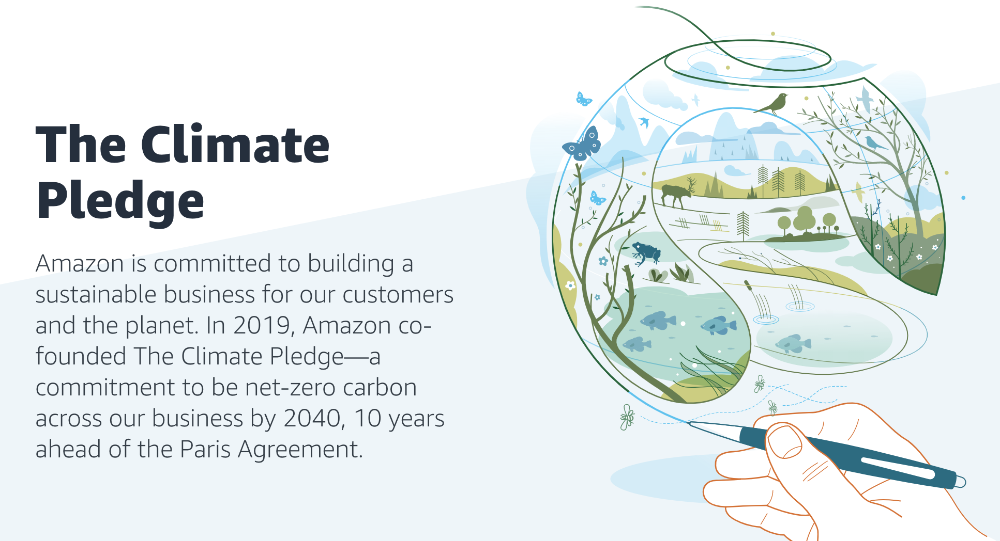 The Climate
Pledge
Amazon is committed to building a
sustainable business for our customers
and the planet. In 2019, Amazon co-
founded The Climate Pledge—a
commitment to be net-zero carbon
across our business by 2040, 10 years
ahead of the Paris Agreement.